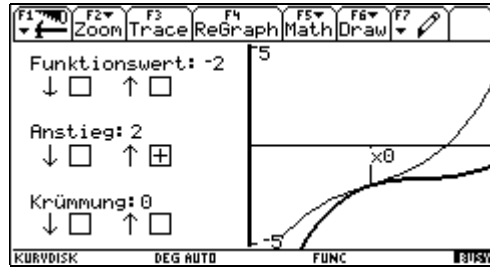 F1 F2 F3 F4 F5 F6 F7
Zoom Trace ReGraph Math Draw
Funktionswert: -2
↓ □ ↑ □
Anstieg: 2
↓ □ ↑ ⊞
Krümmung: 0
↓ □ ↑ □
5
x0
-5
KURVDISK DEG AUTO FUNC BUSY